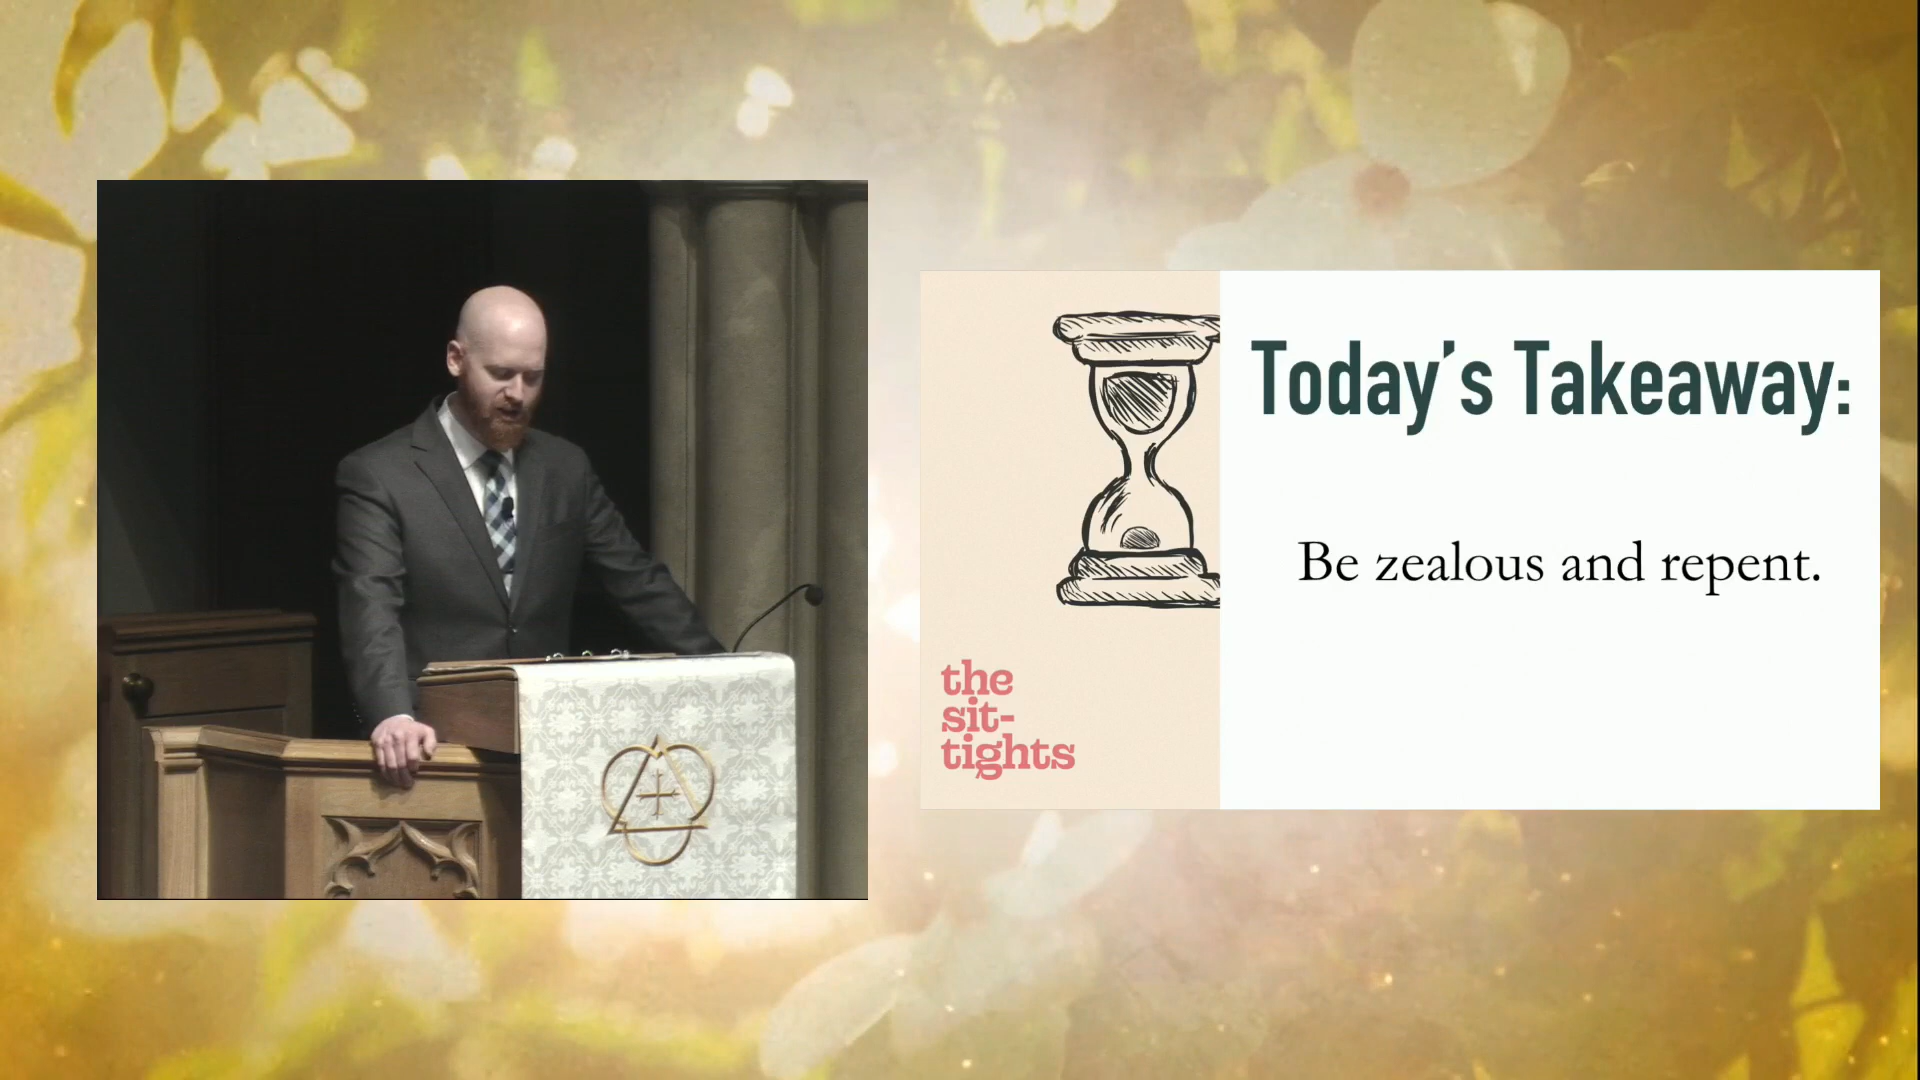 Today's Takeaway:
Be zealous and repent.
the
sit-
tights